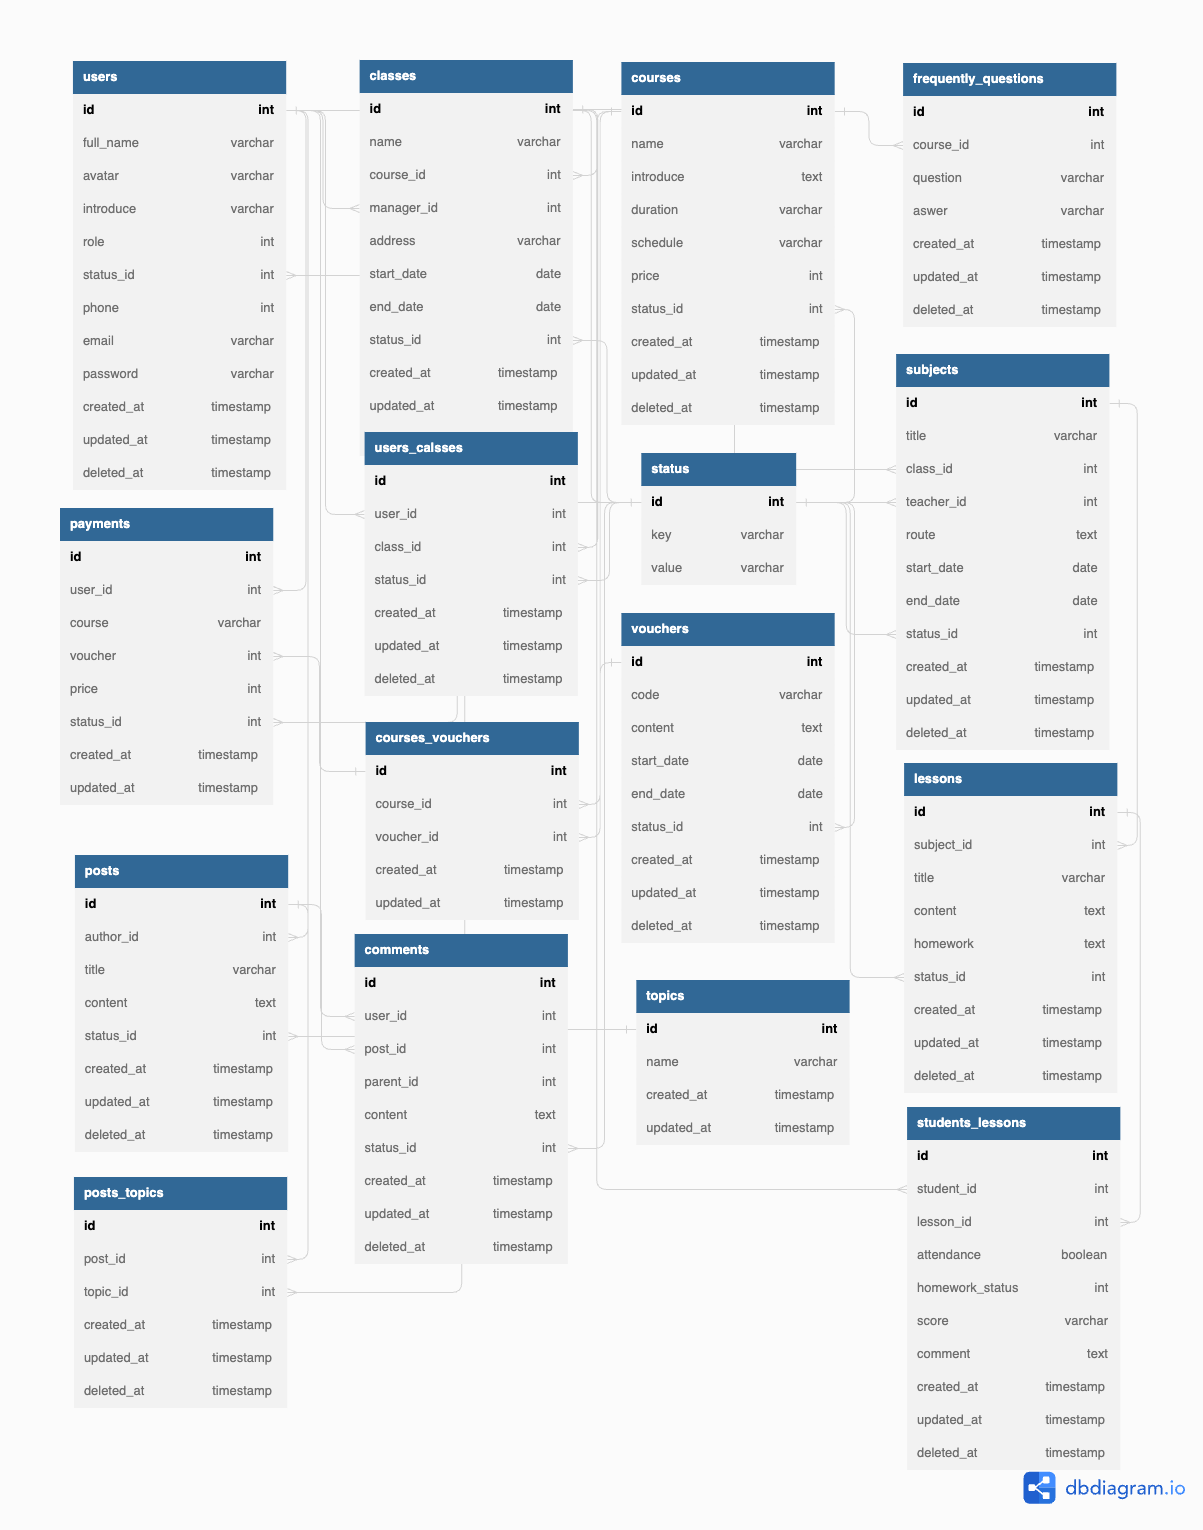 users
id int
full_name varchar
avatar varchar
introduce varchar
role int
status_id int
phone int
email varchar
password varchar
created_at timestamp
updated_at timestamp
deleted_at timestamp
classes
id int
name varchar
course_id int
manager_id int
address varchar
start_date date
end_date date
status_id int
created_at timestamp
updated_at timestamp
courses
id int
name varchar
introduce text
duration varchar
schedule varchar
price int
status_id int
created_at timestamp
updated_at timestamp
deleted_at timestamp
frequently_questions
id int
course_id int
question varchar
aswer varchar
created_at timestamp
updated_at timestamp
deleted_at timestamp
users_calsses
id int
user_id int
class_id int
status_id int
created_at timestamp
updated_at timestamp
deleted_at timestamp
status
id int
key varchar
value varchar
subjects
id int
title varchar
class_id int
teacher_id int
route text
start_date date
end_date date
status_id int
created_at timestamp
updated_at timestamp
deleted_at timestamp
payments
id int
user_id int
course varchar
voucher int
price int
status_id int
created_at timestamp
updated_at timestamp
courses_vouchers
id int
course_id int
voucher_id int
created_at timestamp
updated_at timestamp
vouchers
id int
code varchar
content text
start_date date
end_date date
status_id int
created_at timestamp
updated_at timestamp
deleted_at timestamp
lessons
id int
subject_id int
title varchar
content text
homework text
status_id int
created_at timestamp
updated_at timestamp
deleted_at timestamp
posts
id int
author_id int
title varchar
content text
status_id int
created_at timestamp
updated_at timestamp
deleted_at timestamp
comments
id int
user_id int
post_id int
parent_id int
content text
status_id int
created_at timestamp
updated_at timestamp
deleted_at timestamp
topics
id int
name varchar
created_at timestamp
updated_at timestamp
students_lessons
id int
student_id int
lesson_id int
attendance boolean
homework_status int
score varchar
comment text
created_at timestamp
updated_at timestamp
deleted_at timestamp
posts_topics
id int
post_id int
topic_id int
created_at timestamp
updated_at timestamp
deleted_at timestamp
dbdiagram.io